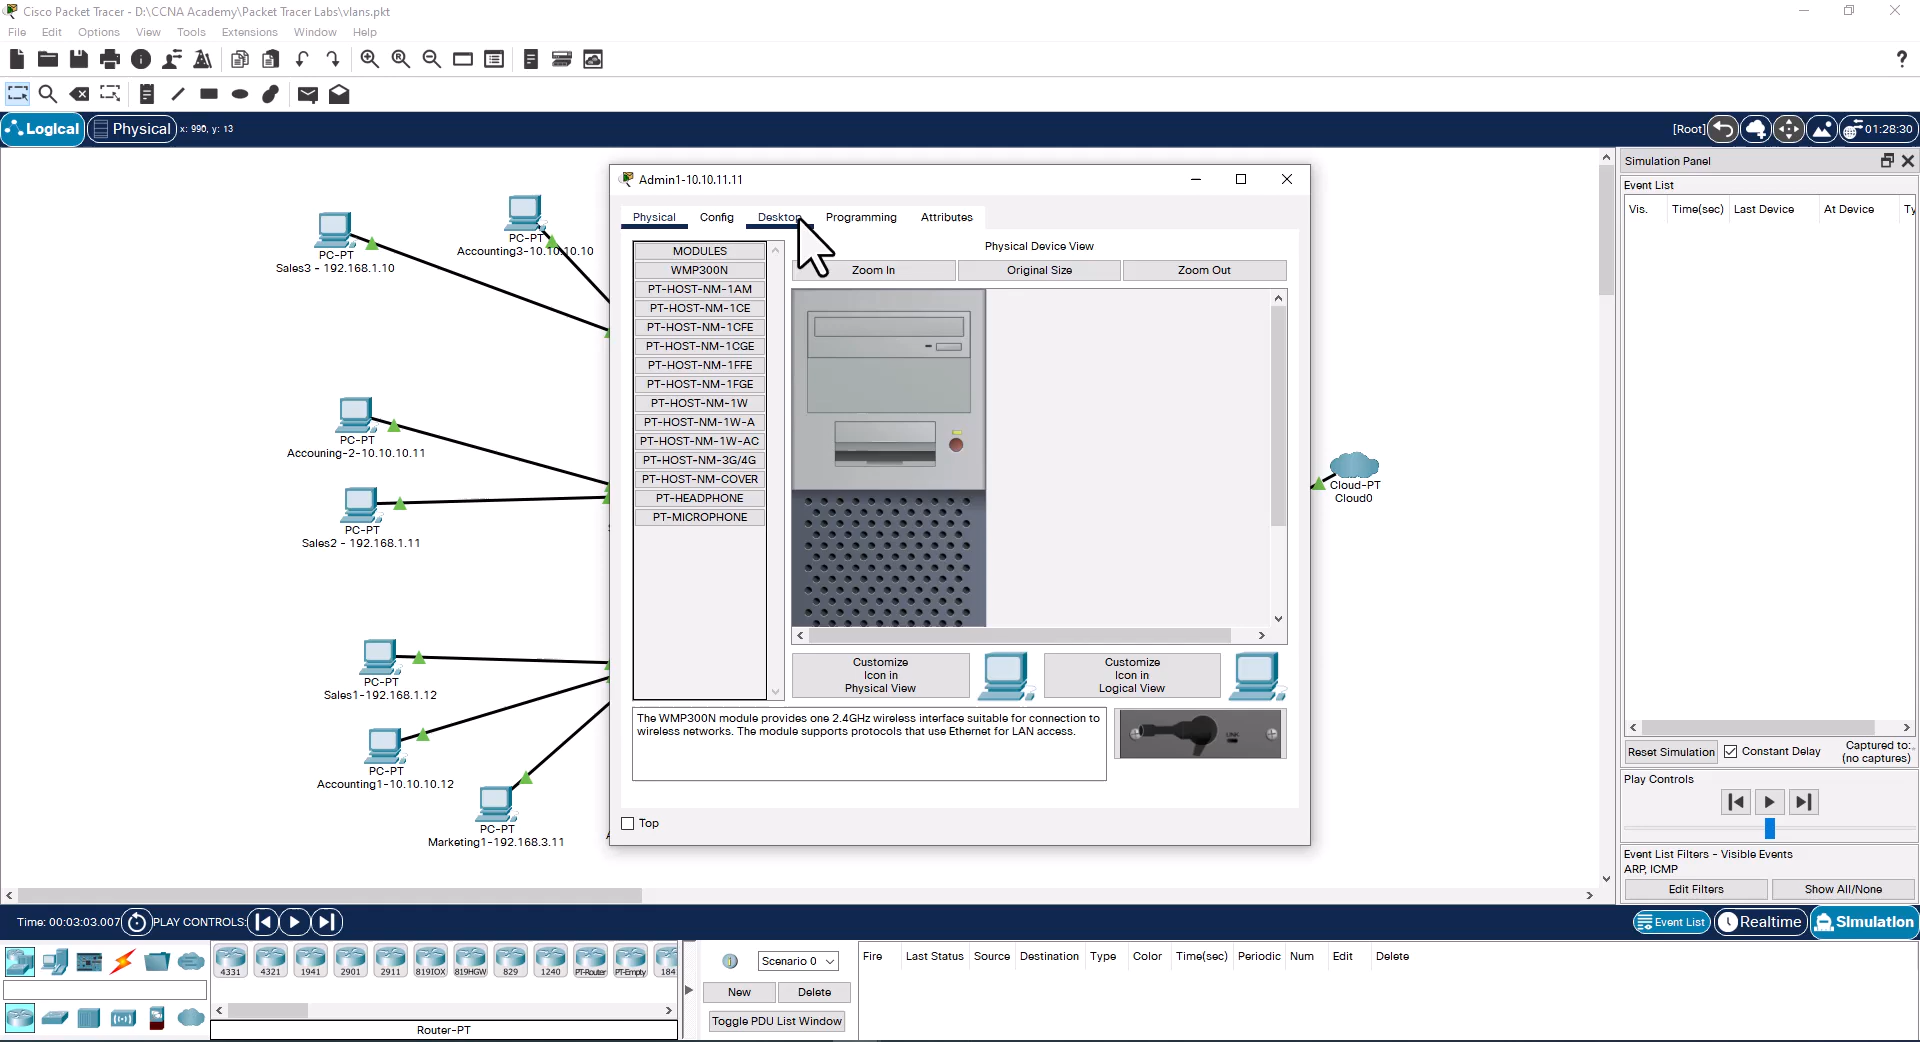 Cisco Packet Tracer - D:\CCNA Academy\Packet Tracer Labs\vlans.pkt
File Edit Options View Tools Extensions Window Help
Logical Physical x: 990, y: 13
[Root] 01:28:30
PC-PT
Sales3 - 192.168.1.10
PC-PT
Accounting3-10.10.10.10
PC-PT
Accouning-2-10.10.10.11
PC-PT
Sales2 - 192.168.1.11
PC-PT
Sales1-192.168.1.12
PC-PT
Accounting1-10.10.10.12
PC-PT
Marketing1-192.168.3.11
Cloud-PT
Cloud0
Admin1-10.10.11.11
Physical Config Desktop Programming Attributes
MODULES
WMP300N
PT-HOST-NM-1AM
PT-HOST-NM-1CE
PT-HOST-NM-1CFE
PT-HOST-NM-1CGE
PT-HOST-NM-1FFE
PT-HOST-NM-1FGE
PT-HOST-NM-1W
PT-HOST-NM-1W-A
PT-HOST-NM-1W-AC
PT-HOST-NM-3G/4G
PT-HOST-NM-COVER
PT-HEADPHONE
PT-MICROPHONE
Physical Device View
Zoom In Original Size Zoom Out
Customize
Icon in
Physical View
Customize
Icon in
Logical View
The WMP300N module provides one 2.4GHz wireless interface suitable for connection to
wireless networks. The module supports protocols that use Ethernet for LAN access.
LINK
Top
Simulation Panel
Event List
Vis. Time(sec) Last Device At Device Ty
Reset Simulation Constant Delay Captured to:
(no captures)
Play Controls
Event List Filters - Visible Events
ARP, ICMP
Edit Filters Show All/None
Time: 00:03:03.007 PLAY CONTROLS:
Event List Realtime Simulation
4331 4321 1941 2901 2911 819IOX 819HGW 829 1240 PT-Router PT-Empty 184
Router-PT
Scenario 0
New Delete
Toggle PDU List Window
Fire Last Status Source Destination Type Color Time(sec) Periodic Num Edit Delete